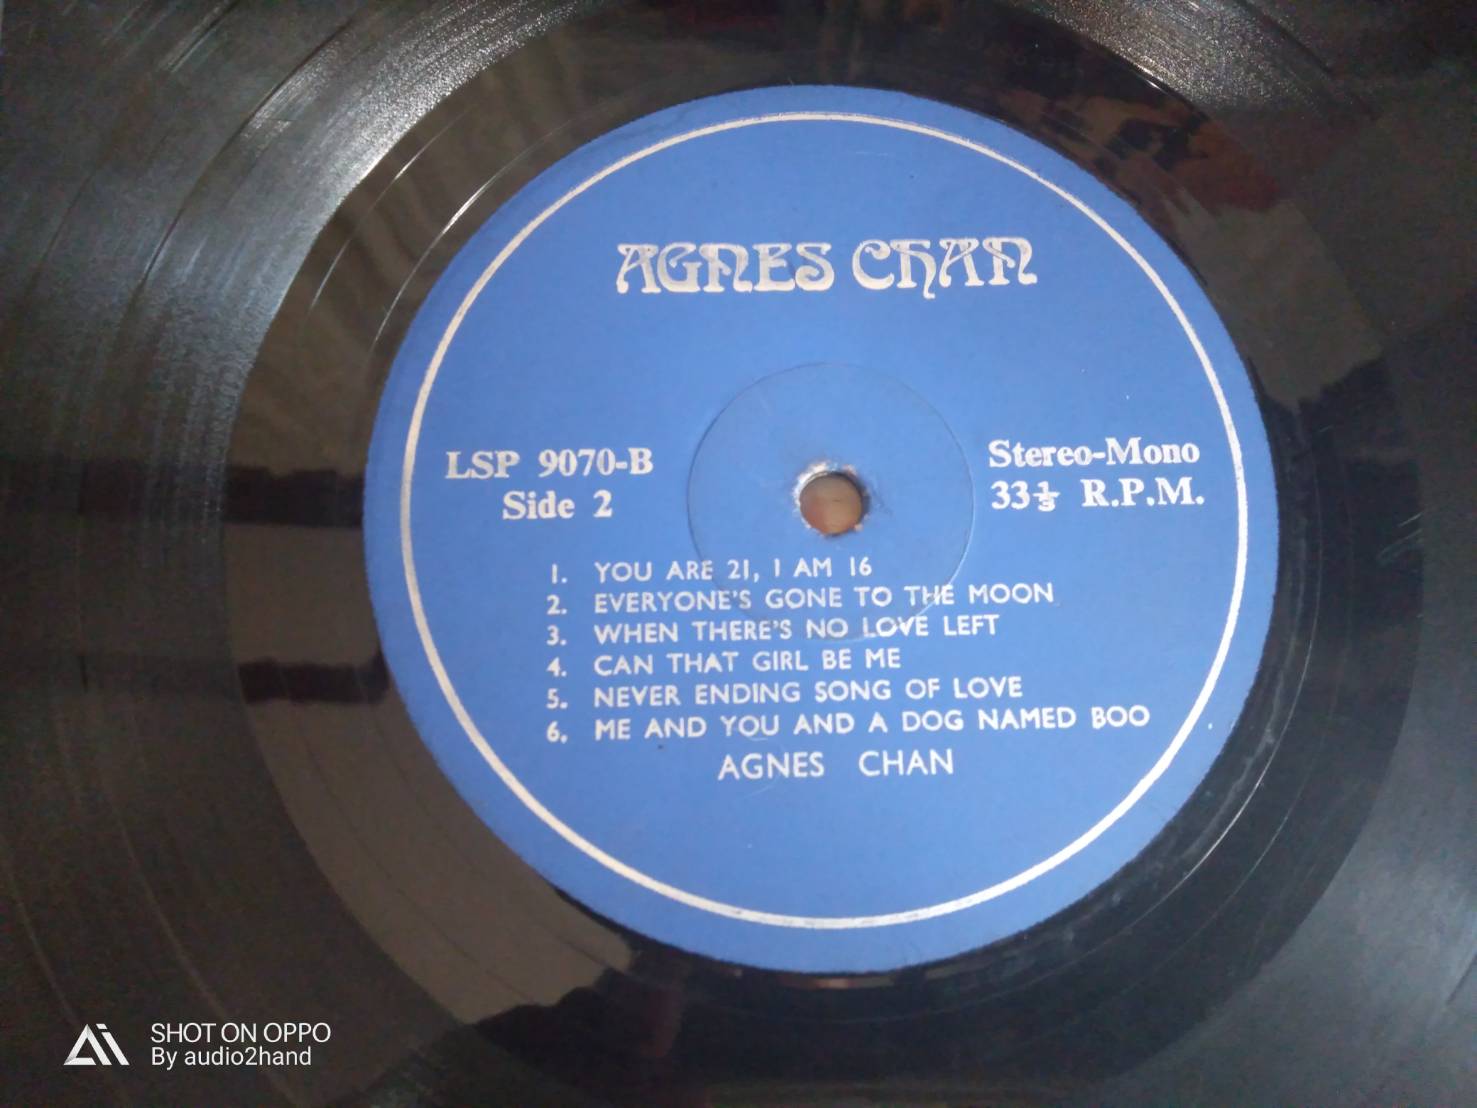 AGNES CHAN
LSP 9070-B
Side 2
Stereo-Mono
33⅓ R.P.M.
1. YOU ARE 21, I AM 16
2. EVERYONE'S GONE TO THE MOON
3. WHEN THERE'S NO LOVE LEFT
4. CAN THAT GIRL BE ME
5. NEVER ENDING SONG OF LOVE
6. ME AND YOU AND A DOG NAMED BOO
AGNES CHAN
SHOT ON OPPO
By audio2hand